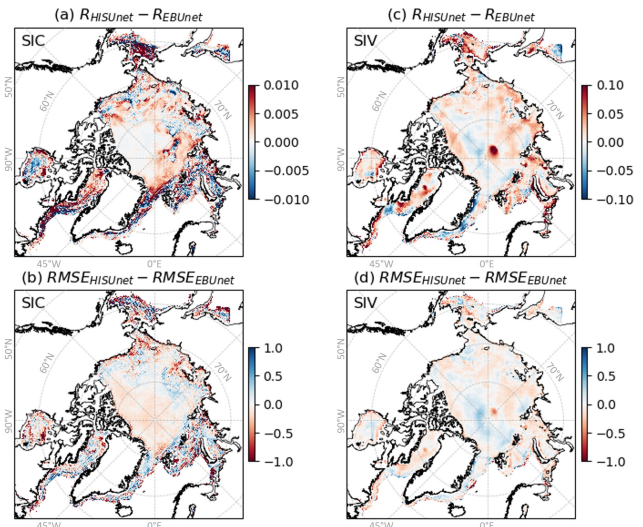 (a) R_HISUnet − R_EBUnet
SIC
50°N
60°N
70°N
90°W
45°W
0°E
0.010
0.005
0.000
−0.005
−0.010
(c) R_HISUnet − R_EBUnet
SIV
50°N
60°N
70°N
90°W
45°W
0°E
0.10
0.05
0.00
−0.05
−0.10
(b) RMSE_HISUnet − RMSE_EBUnet
SIC
50°N
60°N
70°N
90°W
45°W
0°E
1.0
0.5
0.0
−0.5
−1.0
(d) RMSE_HISUnet − RMSE_EBUnet
SIV
50°N
60°N
70°N
90°W
45°W
0°E
1.0
0.5
0.0
−0.5
−1.0